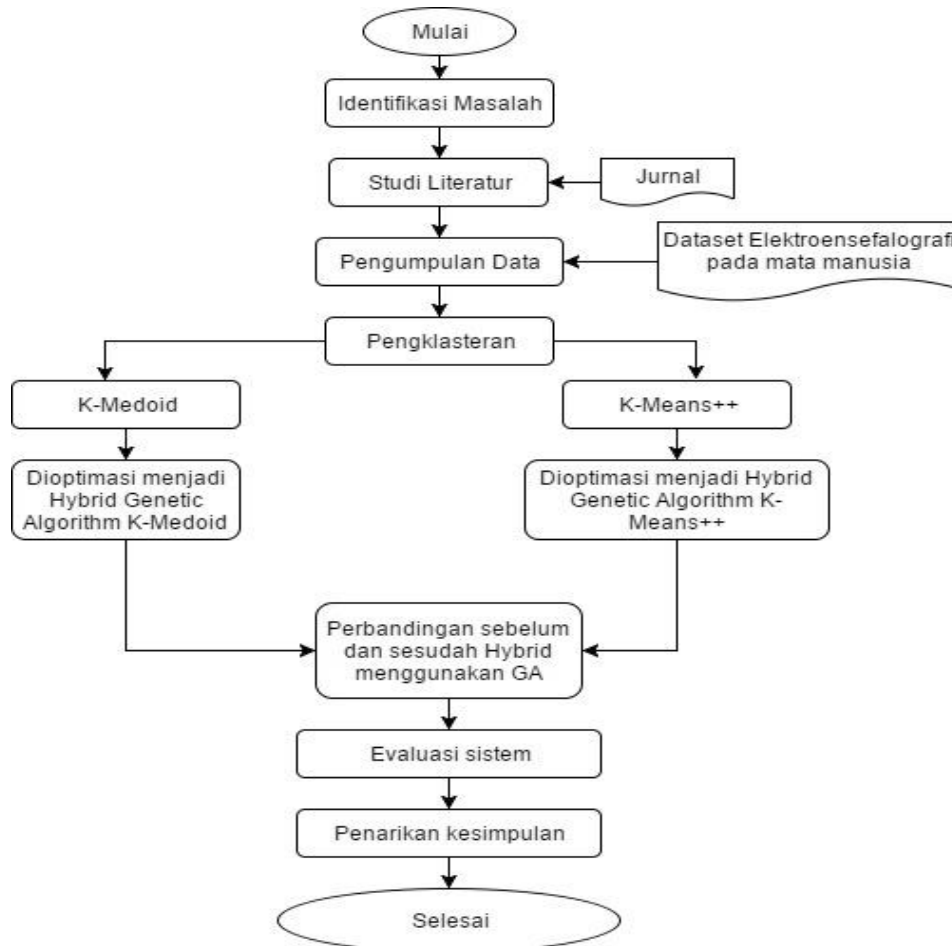 Mulai
Identifikasi Masalah
Studi Literatur
Jurnal
Pengumpulan Data
Dataset Elektroensefalografi
pada mata manusia
Pengklasteran
K-Medoid
K-Means++
Dioptimasi menjadi
Hybrid Genetic
Algorithm K-Medoid
Dioptimasi menjadi Hybrid
Genetic Algorithm K-
Means++
Perbandingan sebelum
dan sesudah Hybrid
menggunakan GA
Evaluasi sistem
Penarikan kesimpulan
Selesai